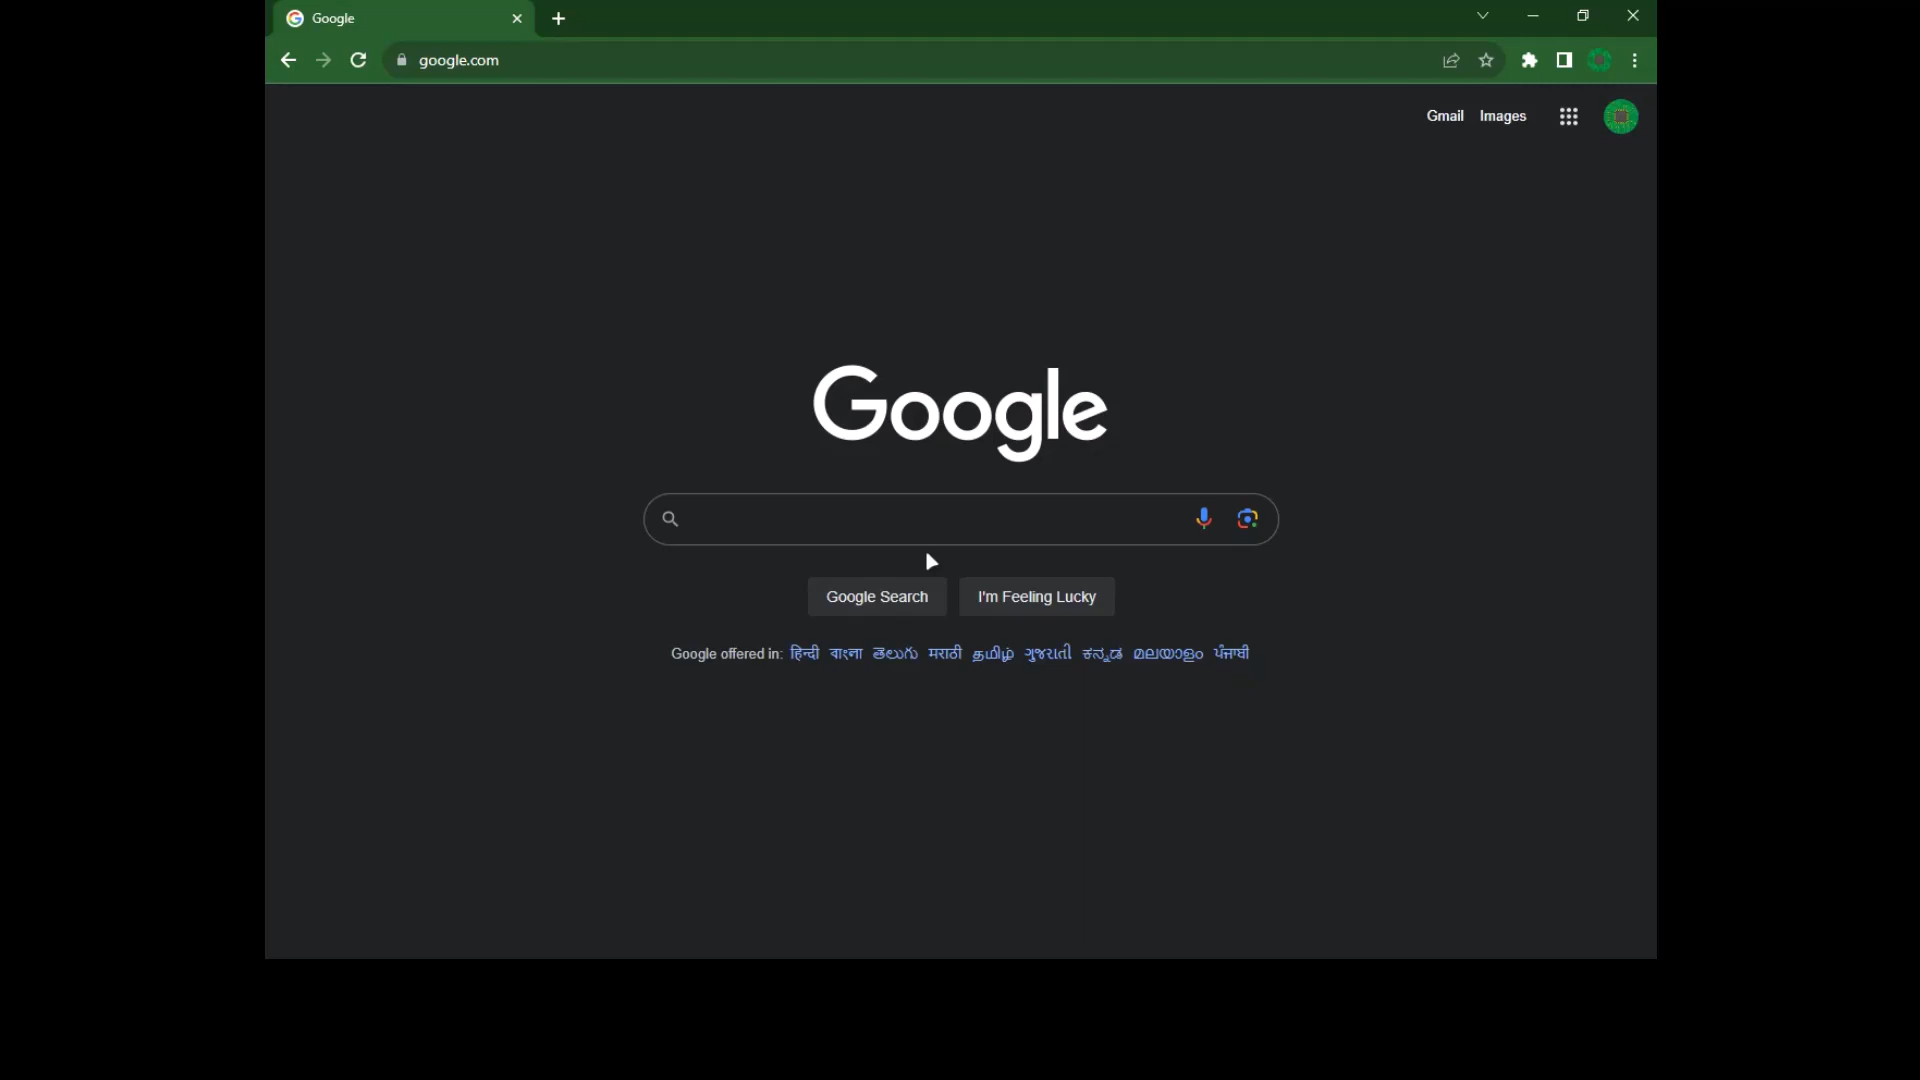 Google
google.com
Gmail Images
Google
Google Search I'm Feeling Lucky
Google offered in: हिन्दी বাংলা తెలుగు मराठी தமிழ் ગુજરાતી ಕನ್ನಡ മലയാളം ਪੰਜਾਬੀ